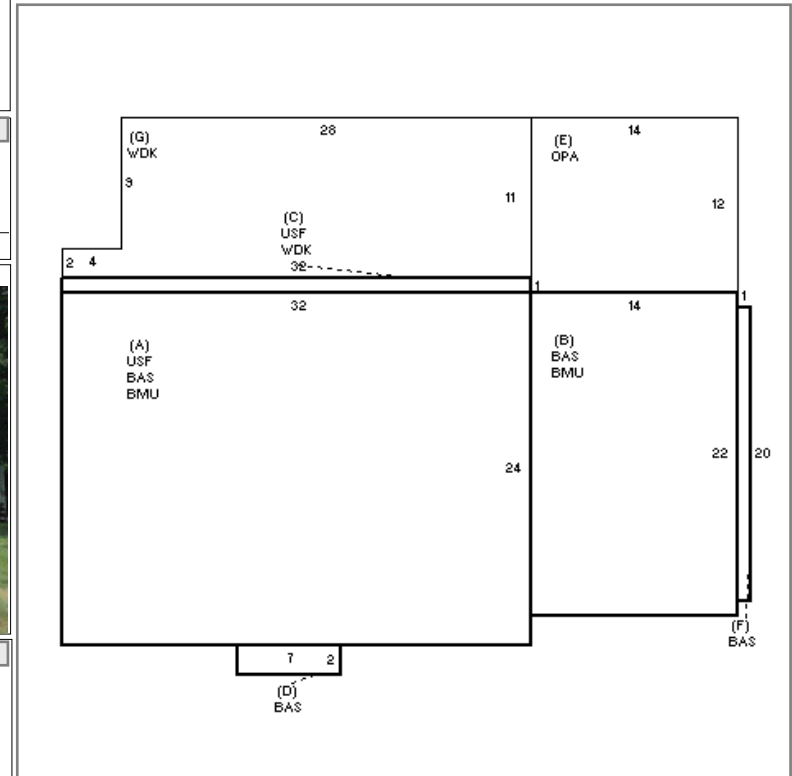 28
14
(G)
WDK
(E)
OPA
9
11
12
(C)
USF
WDK
2 4
32
1
1
32
14
(A)
USF
BAS
BMU
(B)
BAS
BMU
24
22
20
7 2
(F)
BAS
(D)
BAS